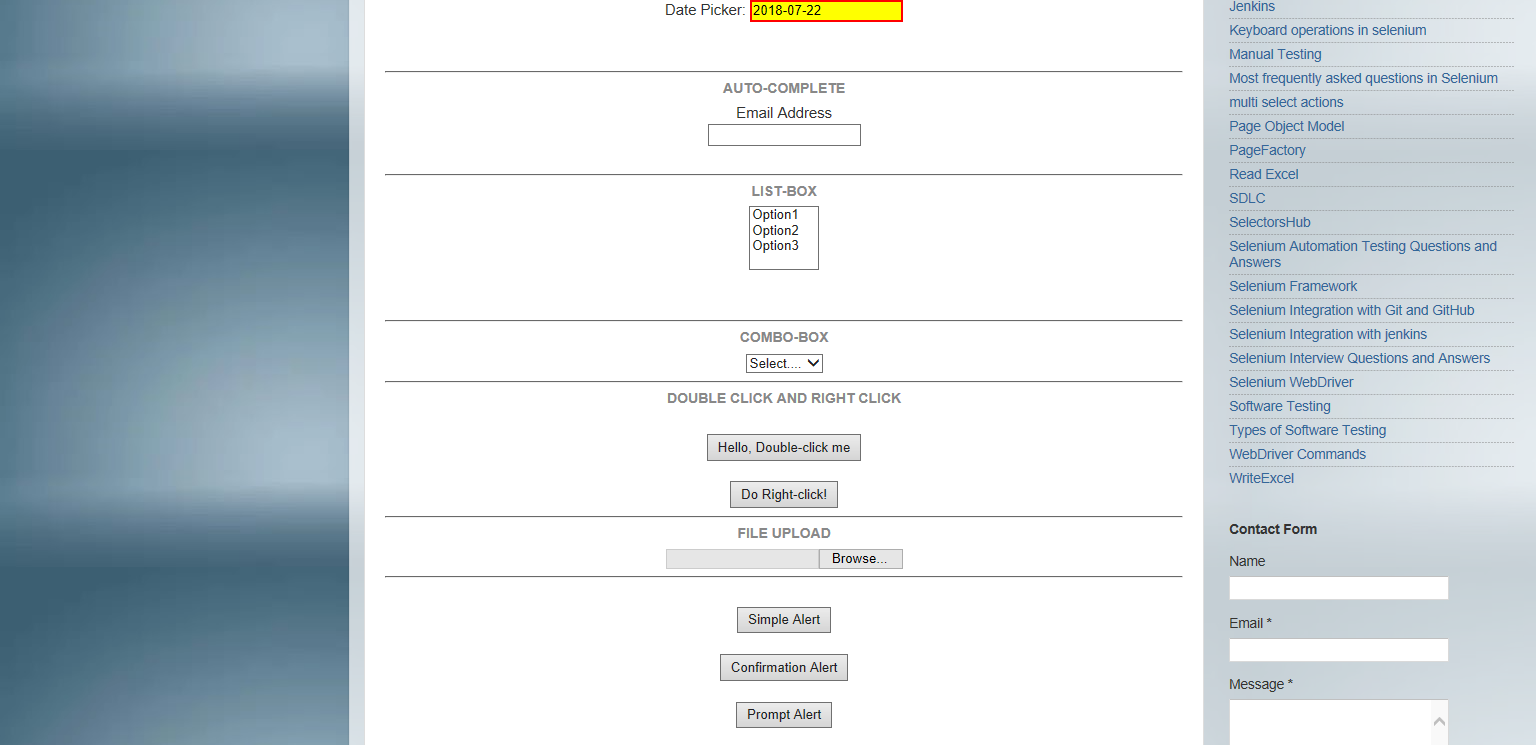 Date Picker: 2018-07-22
AUTO-COMPLETE
Email Address
LIST-BOX
Option1
Option2
Option3
COMBO-BOX
Select....
DOUBLE CLICK AND RIGHT CLICK
Hello, Double-click me
Do Right-click!
FILE UPLOAD
Browse...
Simple Alert
Confirmation Alert
Prompt Alert
Jenkins
Keyboard operations in selenium
Manual Testing
Most frequently asked questions in Selenium
multi select actions
Page Object Model
PageFactory
Read Excel
SDLC
SelectorsHub
Selenium Automation Testing Questions and
Answers
Selenium Framework
Selenium Integration with Git and GitHub
Selenium Integration with jenkins
Selenium Interview Questions and Answers
Selenium WebDriver
Software Testing
Types of Software Testing
WebDriver Commands
WriteExcel
Contact Form
Name
Email *
Message *